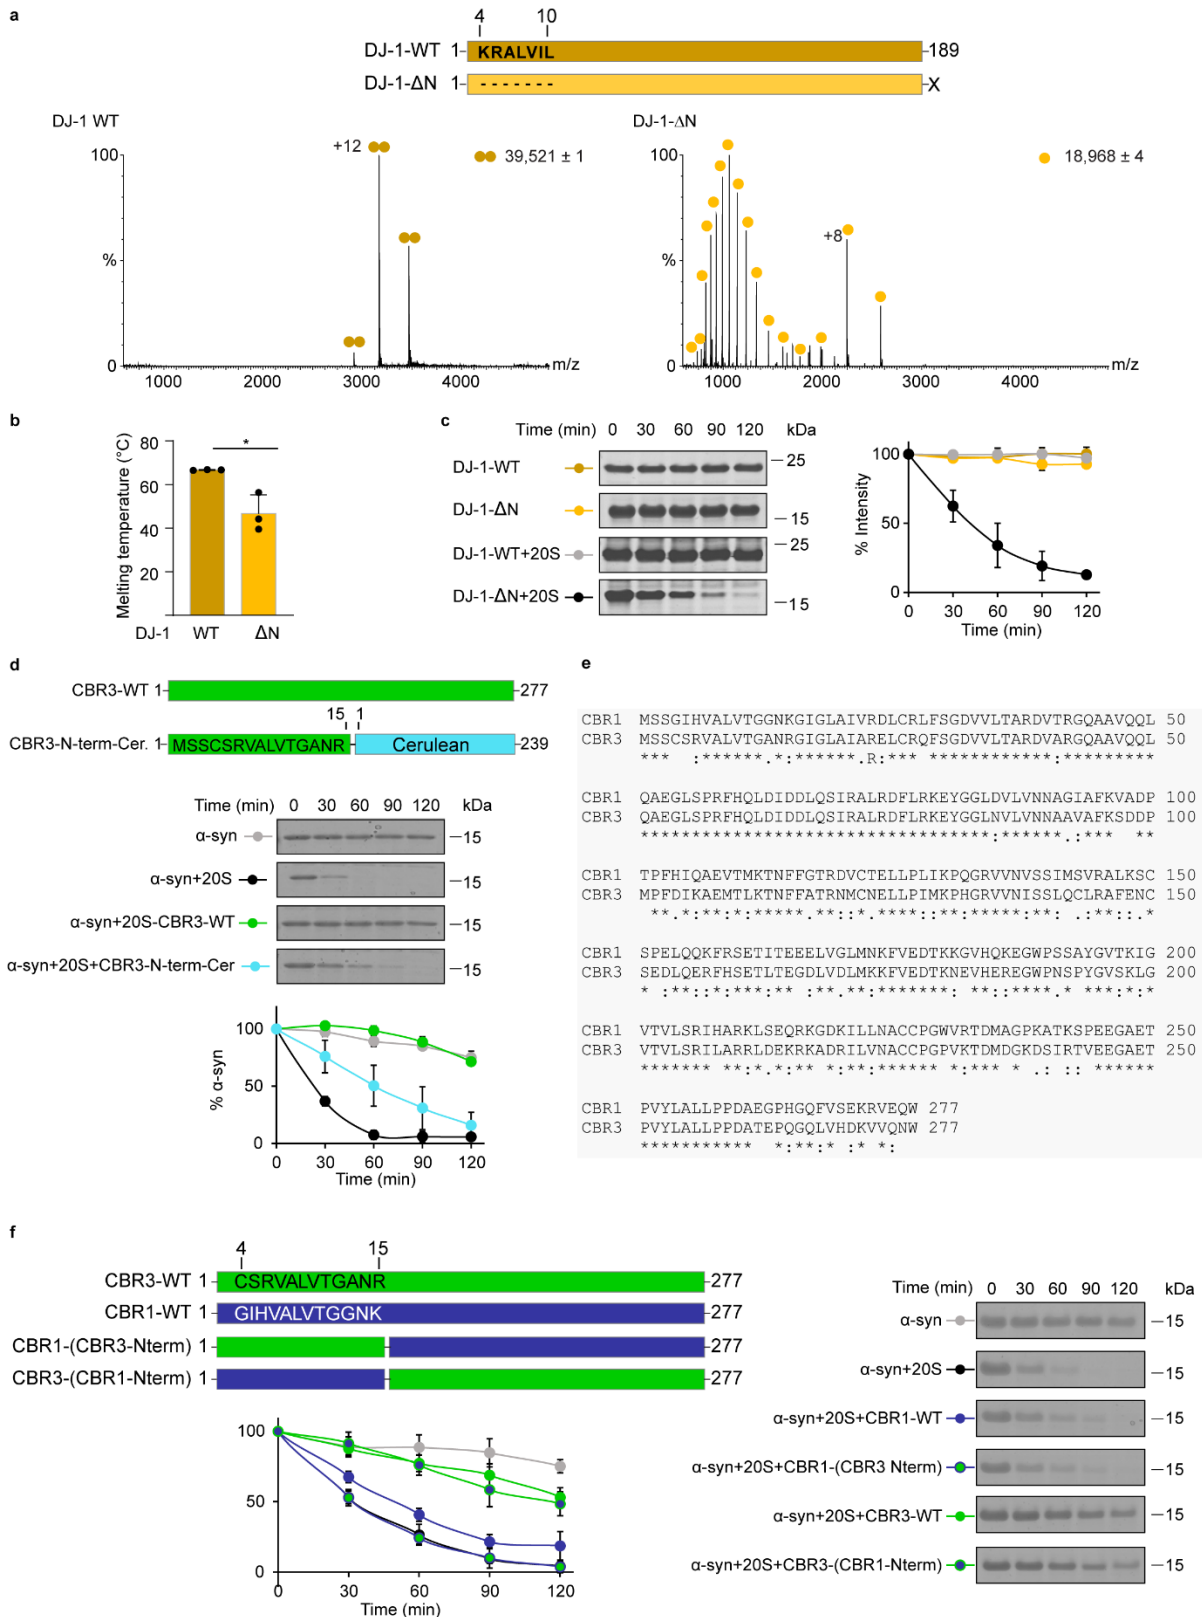 a
4 10
DJ-1-WT 1 KRALVIL 189
DJ-1-ΔN 1 ------- X
DJ-1 WT
DJ-1-ΔN
100
+12
39,521 ± 1
%
0
1000 2000 3000 4000 m/z
100
18,968 ± 4
+8
%
0
1000 2000 3000 4000 m/z
b
Melting temperature (°C)
80
60
40
20
*
DJ-1 WT ΔN
c
Time (min) 0 30 60 90 120 kDa
DJ-1-WT 25
DJ-1-ΔN 15
DJ-1-WT+20S 25
DJ-1-ΔN+20S 15
% Intensity
100
50
0
0 30 60 90 120
Time (min)
d
CBR3-WT 1 277
15 1
CBR3-N-term-Cer. 1 MSSCSRVALVTGANR Cerulean 239
Time (min) 0 30 60 90 120 kDa
α-syn 15
α-syn+20S 15
α-syn+20S-CBR3-WT 15
α-syn+20S+CBR3-N-term-Cer 15
% α-syn
100
50
0
0 30 60 90 120
Time (min)
e
CBR1 MSSGIHVALVTGGNKGIGLAIVRDLCRLFSGDVVLTARDVTRGQAAVQQL 50
CBR3 MSSCSRVALVTGANRGIGLAIARELCRQFSGDVVLTARDVARGQAAVQQL 50
*** :******.*:******.R:*** ************:*********
CBR1 QAEGLSPRFHQLDIDDLQSIRALRDFLRKEYGGLDVLVNNAGIAFKVADP 100
CBR3 QAEGLSPRFHQLDIDDLQSIRALRDFLRKEYGGLNVLVNNAAVAFKSDDP 100
**********************************:******.:*** **
CBR1 TPFHIQAEVTMKTNFFGTRDVCTELLPLIKPQGRVVNVSSIMSVRALKSC 150
CBR3 MPFDIKAEMTLKTNFFATRNMCNELLPIMKPHGRVVNISSLQCLRAFENC 150
**.*:**:*:*****.**::*.****::**:*****:**: .:**::.*
CBR1 SPELQQKFRSETITEEELVGLMNKFVEDTKKGVHQKEGWPSSAYGVTKIG 200
CBR3 SEDLQERFHSETLTEGDLVDLMKKFVEDTKNEVHEREGWPNSPYGVSKLG 200
* :**::*:***:** :**.**:*******: **::****.* ***:*:*
CBR1 VTVLSRIHARKLSEQRKGDKILLNACCPGWVRTDMAGPKATKSPEEGAET 250
CBR3 VTVLSRILARRLDEKRKADRILVNACCPGPVKTDMDGKDSIRTVEEGAET 250
******* **:*.*:**.*:**:****** *:*** * .: :: ******
CBR1 PVYLALLPPDAEGPHGQFVSEKRVEQW 277
CBR3 PVYLALLPPDATEPQGQLVHDKVVQNW 277
*********** *:**:* :* *:*
f
4 15
CBR3-WT 1 CSRVALVTGANR 277
CBR1-WT 1 GIHVALVTGGNK 277
CBR1-(CBR3-Nterm) 1 277
CBR3-(CBR1-Nterm) 1 277
100
50
0
0 30 60 90 120
Time (min)
Time (min) 0 30 60 90 120 kDa
α-syn 15
α-syn+20S 15
α-syn+20S+CBR1-WT 15
α-syn+20S+CBR1-(CBR3 Nterm) 15
α-syn+20S+CBR3-WT 15
α-syn+20S+CBR3-(CBR1-Nterm) 15